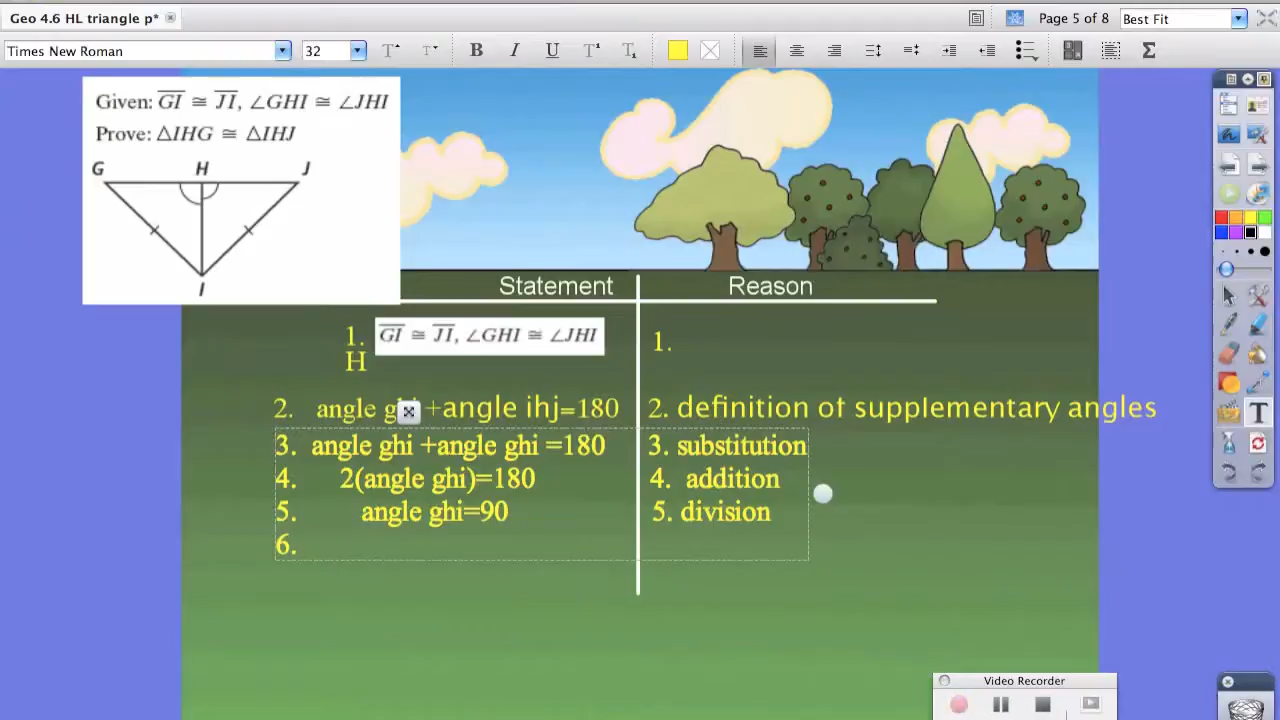 Geo 4.6 HL triangle p*
Page 5 of 8
Best Fit
Times New Roman
32
B I U T T Σ
Given: GI ≅ JI, ∠GHI ≅ ∠JHI
Prove: △IHG ≅ △IHJ
G H J
I
Statement Reason
1. GI ≅ JI, ∠GHI ≅ ∠JHI 1.
H
2. angle ghi +angle ihj=180 2. definition of supplementary angles
3. angle ghi +angle ghi =180 3. substitution
4. 2(angle ghi)=180 4. addition
5. angle ghi=90 5. division
6.
Video Recorder